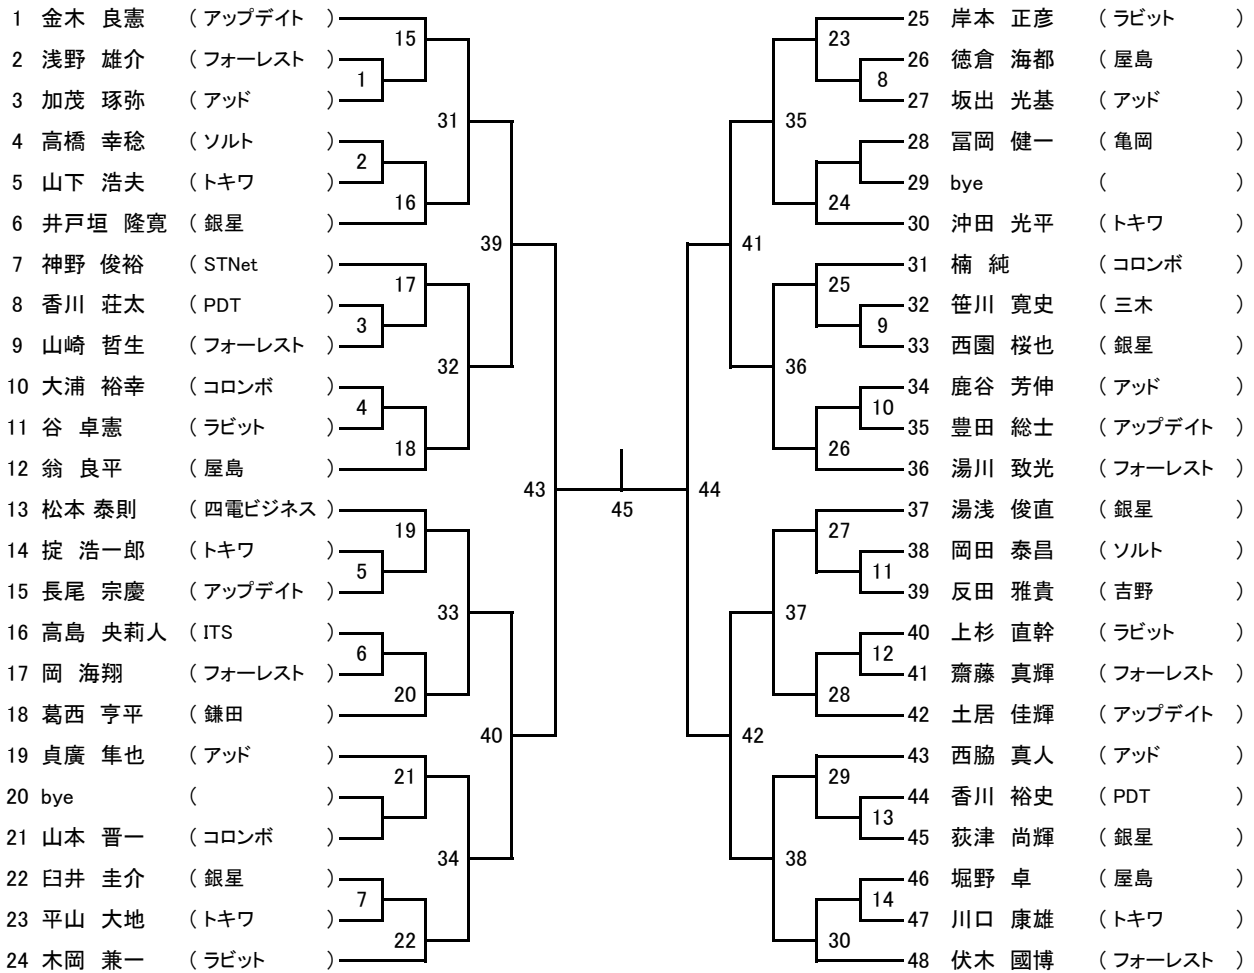 1 金木 良憲 ( アップデイト )
2 浅野 雄介 ( フォーレスト )
3 加茂 琢弥 ( アッド )
4 高橋 幸稔 ( ソルト )
5 山下 浩夫 ( トキワ )
6 井戸垣 隆寛 ( 銀星 )
7 神野 俊裕 ( STNet )
8 香川 荘太 ( PDT )
9 山崎 哲生 ( フォーレスト )
10 大浦 裕幸 ( コロンボ )
11 谷 卓憲 ( ラビット )
12 翁 良平 ( 屋島 )
13 松本 泰則 ( 四電ビジネス )
14 掟 浩一郎 ( トキワ )
15 長尾 宗慶 ( アップデイト )
16 高島 央莉人 ( ITS )
17 岡 海翔 ( フォーレスト )
18 葛西 亨平 ( 鎌田 )
19 貞廣 隼也 ( アッド )
20 bye ( )
21 山本 晋一 ( コロンボ )
22 臼井 圭介 ( 銀星 )
23 平山 大地 ( トキワ )
24 木岡 兼一 ( ラビット )
1
2
3
4
5
6
7
15
16
17
18
19
20
21
22
31
32
33
34
39
40
43
45
44
41
42
35
36
37
38
23
24
25
26
27
28
29
30
8
9
10
11
12
13
14
25 岸本 正彦 ( ラビット )
26 徳倉 海都 ( 屋島 )
27 坂出 光基 ( アッド )
28 冨岡 健一 ( 亀岡 )
29 bye ( )
30 沖田 光平 ( トキワ )
31 楠 純 ( コロンボ )
32 笹川 寛史 ( 三木 )
33 西園 桜也 ( 銀星 )
34 鹿谷 芳伸 ( アッド )
35 豊田 総士 ( アップデイト )
36 湯川 致光 ( フォーレスト )
37 湯浅 俊直 ( 銀星 )
38 岡田 泰昌 ( ソルト )
39 反田 雅貴 ( 吉野 )
40 上杉 直幹 ( ラビット )
41 齋藤 真輝 ( フォーレスト )
42 土居 佳輝 ( アップデイト )
43 西脇 真人 ( アッド )
44 香川 裕史 ( PDT )
45 荻津 尚輝 ( 銀星 )
46 堀野 卓 ( 屋島 )
47 川口 康雄 ( トキワ )
48 伏木 國博 ( フォーレスト )